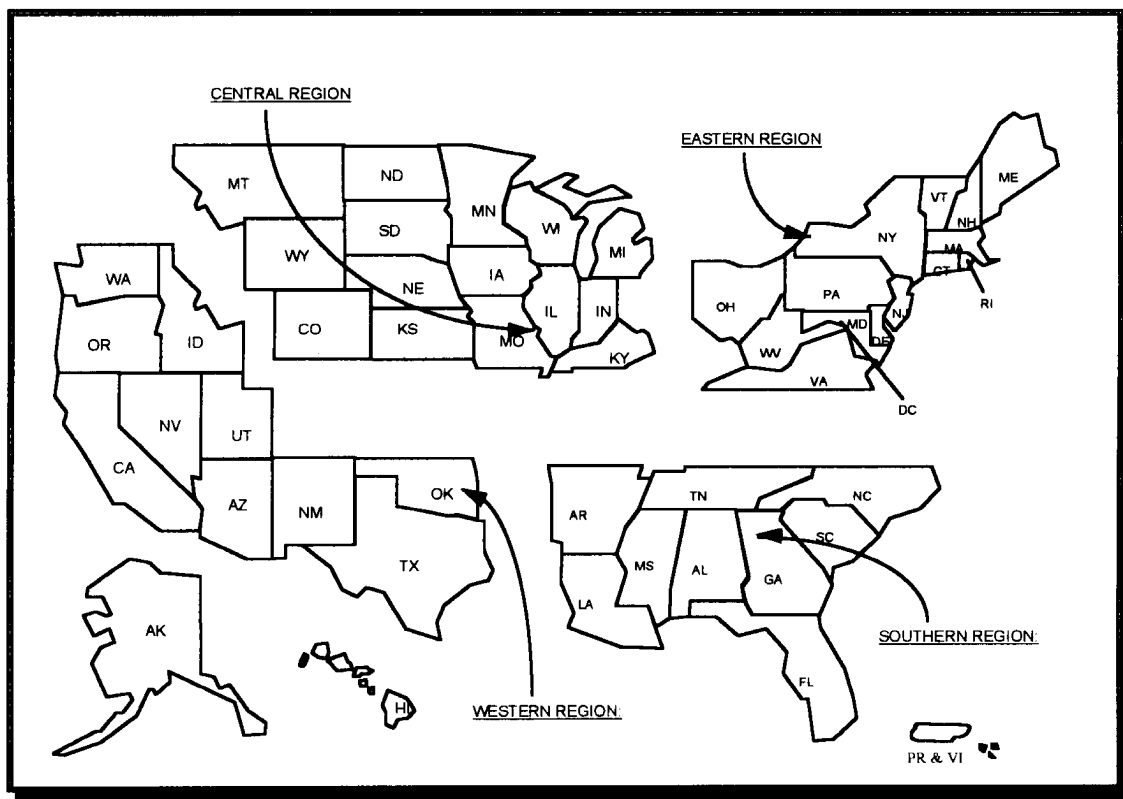 CENTRAL REGION
EASTERN REGION
MT
ND
MN
SD
WI
MI
WY
IA
NE
IL
IN
CO
KS
MO
KY
ME
VT
NH
NY
MA
CT
RI
OH
PA
NJ
MD
DE
WV
VA
DC
WA
OR
ID
NV
UT
CA
AZ
NM
OK
TX
AK
HI
WESTERN REGION:
TN
NC
AR
SC
MS
AL
GA
LA
FL
SOUTHERN REGION:
PR & VI